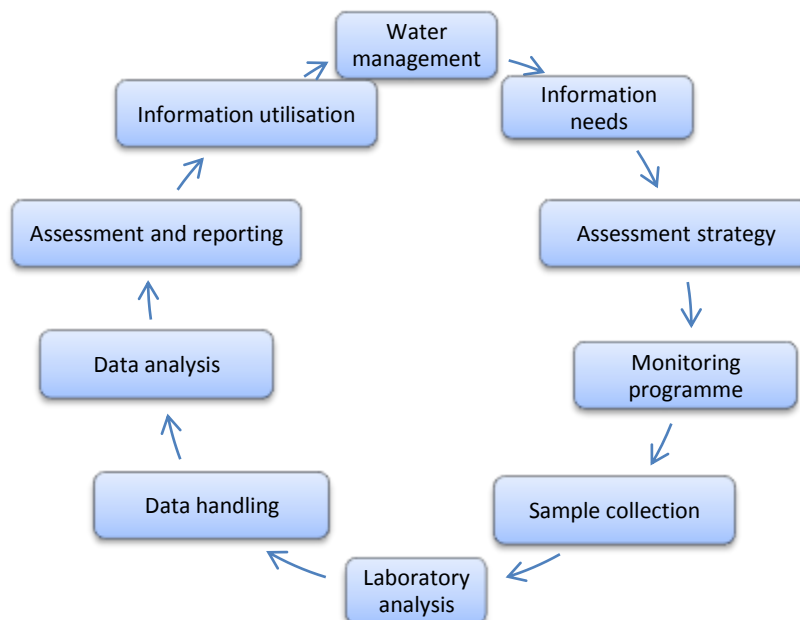 Water
management
Information
needs
Assessment strategy
Monitoring
programme
Sample collection
Laboratory
analysis
Data handling
Data analysis
Assessment and reporting
Information utilisation